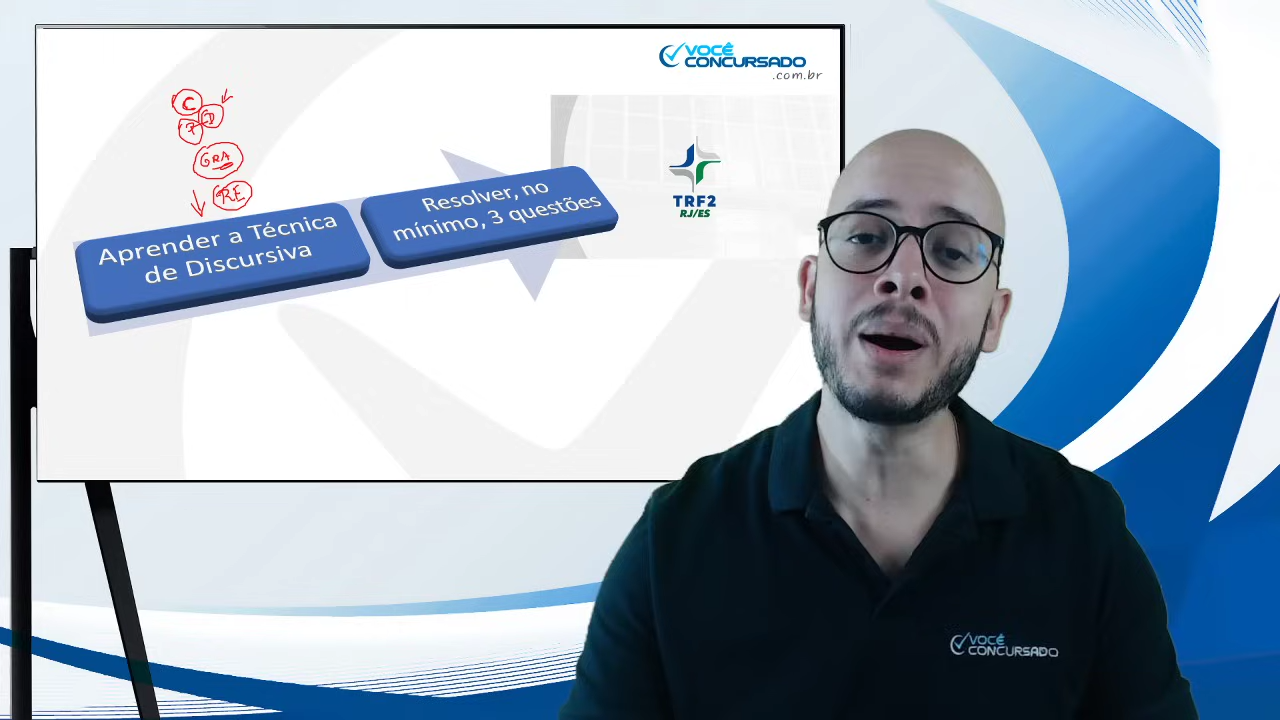 VOCÊ
CONCURSADO
.com.br
C
D
GRA
RE
Aprender a Técnica
de Discursiva
Resolver, no
mínimo, 3 questões
TRF2
RJ/ES
VOCÊ
CONCURSADO